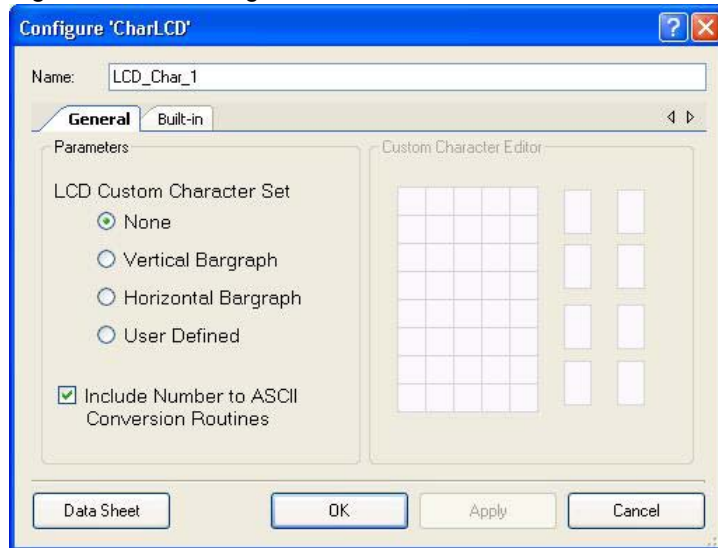 Configure 'CharLCD'
Name: LCD_Char_1
General Built-in
Parameters
Custom Character Editor
LCD Custom Character Set
None
Vertical Bargraph
Horizontal Bargraph
User Defined
Include Number to ASCII
Conversion Routines
Data Sheet OK Apply Cancel